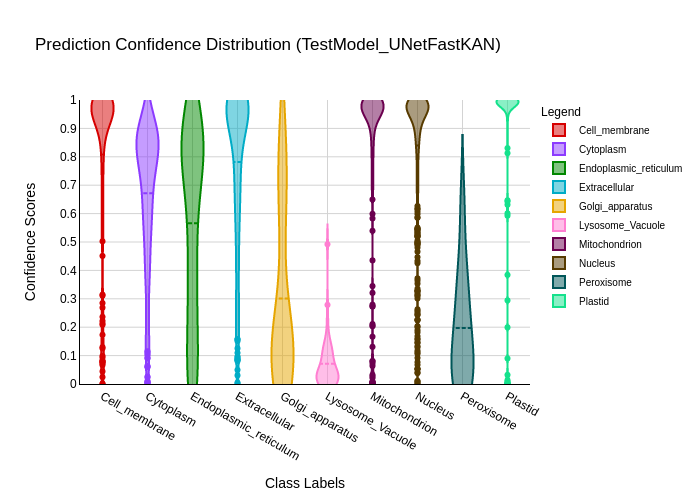 Prediction Confidence Distribution (TestModel_UNetFastKAN)
Confidence Scores
1
0.9
0.8
0.7
0.6
0.5
0.4
0.3
0.2
0.1
0
Cell_membrane
Cytoplasm
Endoplasmic_reticulum
Extracellular
Golgi_apparatus
Lysosome_Vacuole
Mitochondrion
Nucleus
Peroxisome
Plastid
Class Labels
Legend
Cell_membrane
Cytoplasm
Endoplasmic_reticulum
Extracellular
Golgi_apparatus
Lysosome_Vacuole
Mitochondrion
Nucleus
Peroxisome
Plastid